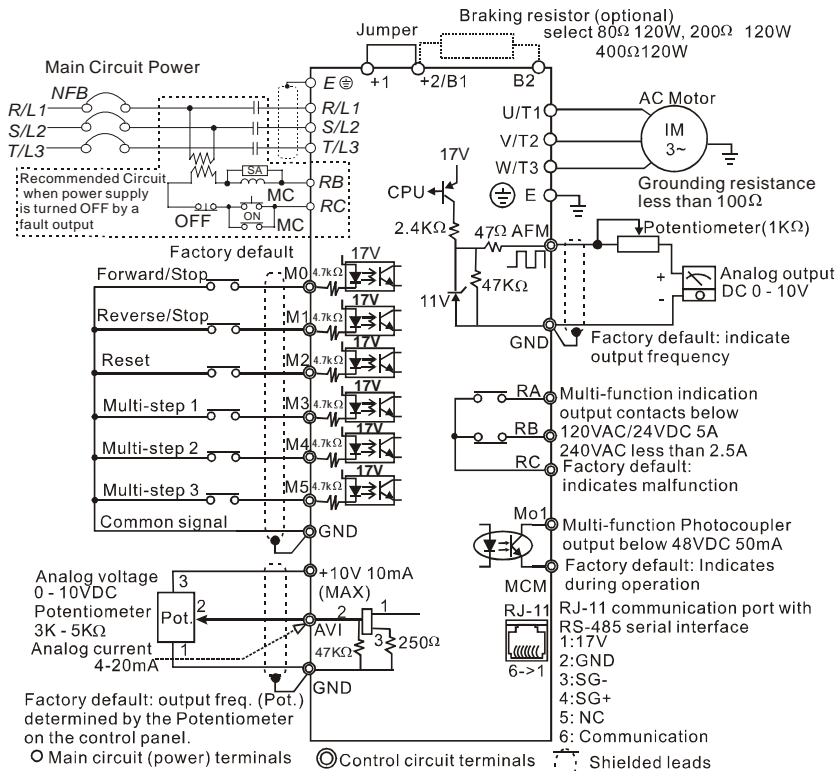 Braking resistor (optional)
select 80Ω 120W, 200Ω 120W
400Ω120W
Jumper
+1
+2/B1
B2
Main Circuit Power
NFB
R/L1
S/L2
T/L3
E
R/L1
S/L2
T/L3
SA
RB
MC
RC
OFF
ON
MC
Recommended Circuit
when power supply
is turned OFF by a
fault output
U/T1
V/T2
W/T3
E
AC Motor
IM
3~
Grounding resistance
less than 100Ω
17V
CPU
2.4KΩ
47Ω AFM
47KΩ
11V
GND
Potentiometer(1KΩ)
+
-
Analog output
DC 0 - 10V
Factory default: indicate
output frequency
Factory default
Forward/Stop
M0
4.7kΩ
17V
Reverse/Stop
M1
4.7kΩ
17V
Reset
M2
4.7kΩ
17V
Multi-step 1
M3
4.7kΩ
17V
Multi-step 2
M4
4.7kΩ
17V
Multi-step 3
M5
4.7kΩ
17V
Common signal
GND
RA
RB
RC
Multi-function indication
output contacts below
120VAC/24VDC 5A
240VAC less than 2.5A
Factory default:
indicates malfunction
Mo1
MCM
Multi-function Photocoupler
output below 48VDC 50mA
Factory default: Indicates
during operation
Analog voltage
0 - 10VDC
Potentiometer
3K - 5KΩ
Analog current
4-20mA
3
Pot.
2
1
+10V 10mA
(MAX)
AVI
2
1
3
47KΩ
250Ω
GND
RJ-11
6->1
RJ-11 communication port with
RS-485 serial interface
1:17V
2:GND
3:SG-
4:SG+
5: NC
6: Communication
Factory default: output freq. (Pot.)
determined by the Potentiometer
on the control panel.
Main circuit (power) terminals
Control circuit terminals
Shielded leads